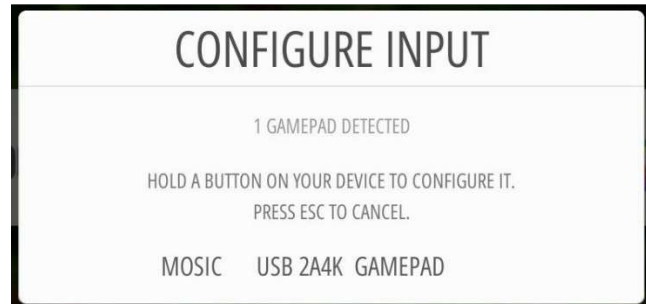 CONFIGURE INPUT
1 GAMEPAD DETECTED
HOLD A BUTTON ON YOUR DEVICE TO CONFIGURE IT.
PRESS ESC TO CANCEL.
MOSIC USB 2A4K GAMEPAD